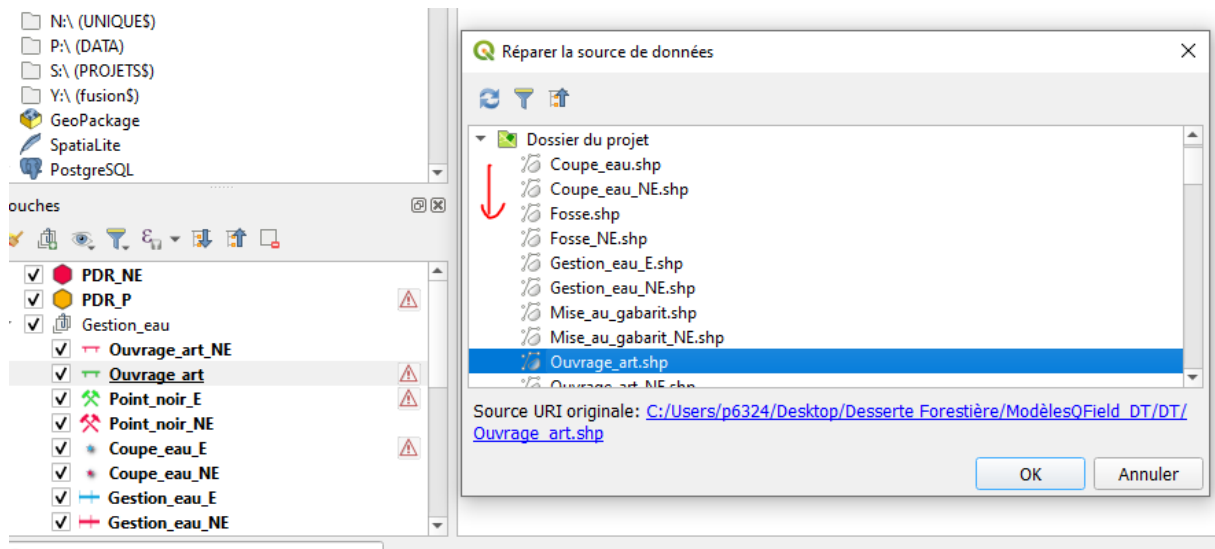 N:\ (UNIQUE$)
P:\ (DATA)
S:\ (PROJETS$)
Y:\ (fusion$)
GeoPackage
SpatiaLite
PostgreSQL
ouches
PDR_NE
PDR_P
Gestion_eau
Ouvrage_art_NE
Ouvrage_art
Point_noir_E
Point_noir_NE
Coupe_eau_E
Coupe_eau_NE
Gestion_eau_E
Gestion_eau_NE
Réparer la source de données
Dossier du projet
Coupe_eau.shp
Coupe_eau_NE.shp
Fosse.shp
Fosse_NE.shp
Gestion_eau_E.shp
Gestion_eau_NE.shp
Mise_au_gabarit.shp
Mise_au_gabarit_NE.shp
Ouvrage_art.shp
Ouvrage_art_NE.shp
Source URI originale: C:/Users/p6324/Desktop/Desserte Forestière/ModèlesQField_DT/DT/
Ouvrage_art.shp
OK Annuler